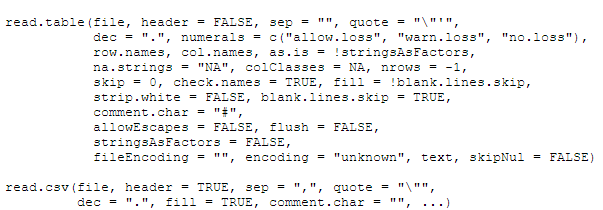 read.table(file, header = FALSE, sep = "", quote = "\"'",
           dec = ".", numerals = c("allow.loss", "warn.loss", "no.loss"),
           row.names, col.names, as.is = !stringsAsFactors,
           na.strings = "NA", colClasses = NA, nrows = -1,
           skip = 0, check.names = TRUE, fill = !blank.lines.skip,
           strip.white = FALSE, blank.lines.skip = TRUE,
           comment.char = "#",
           allowEscapes = FALSE, flush = FALSE,
           stringsAsFactors = FALSE,
           fileEncoding = "", encoding = "unknown", text, skipNul = FALSE)

read.csv(file, header = TRUE, sep = ",", quote = "\"",
         dec = ".", fill = TRUE, comment.char = "", ...)